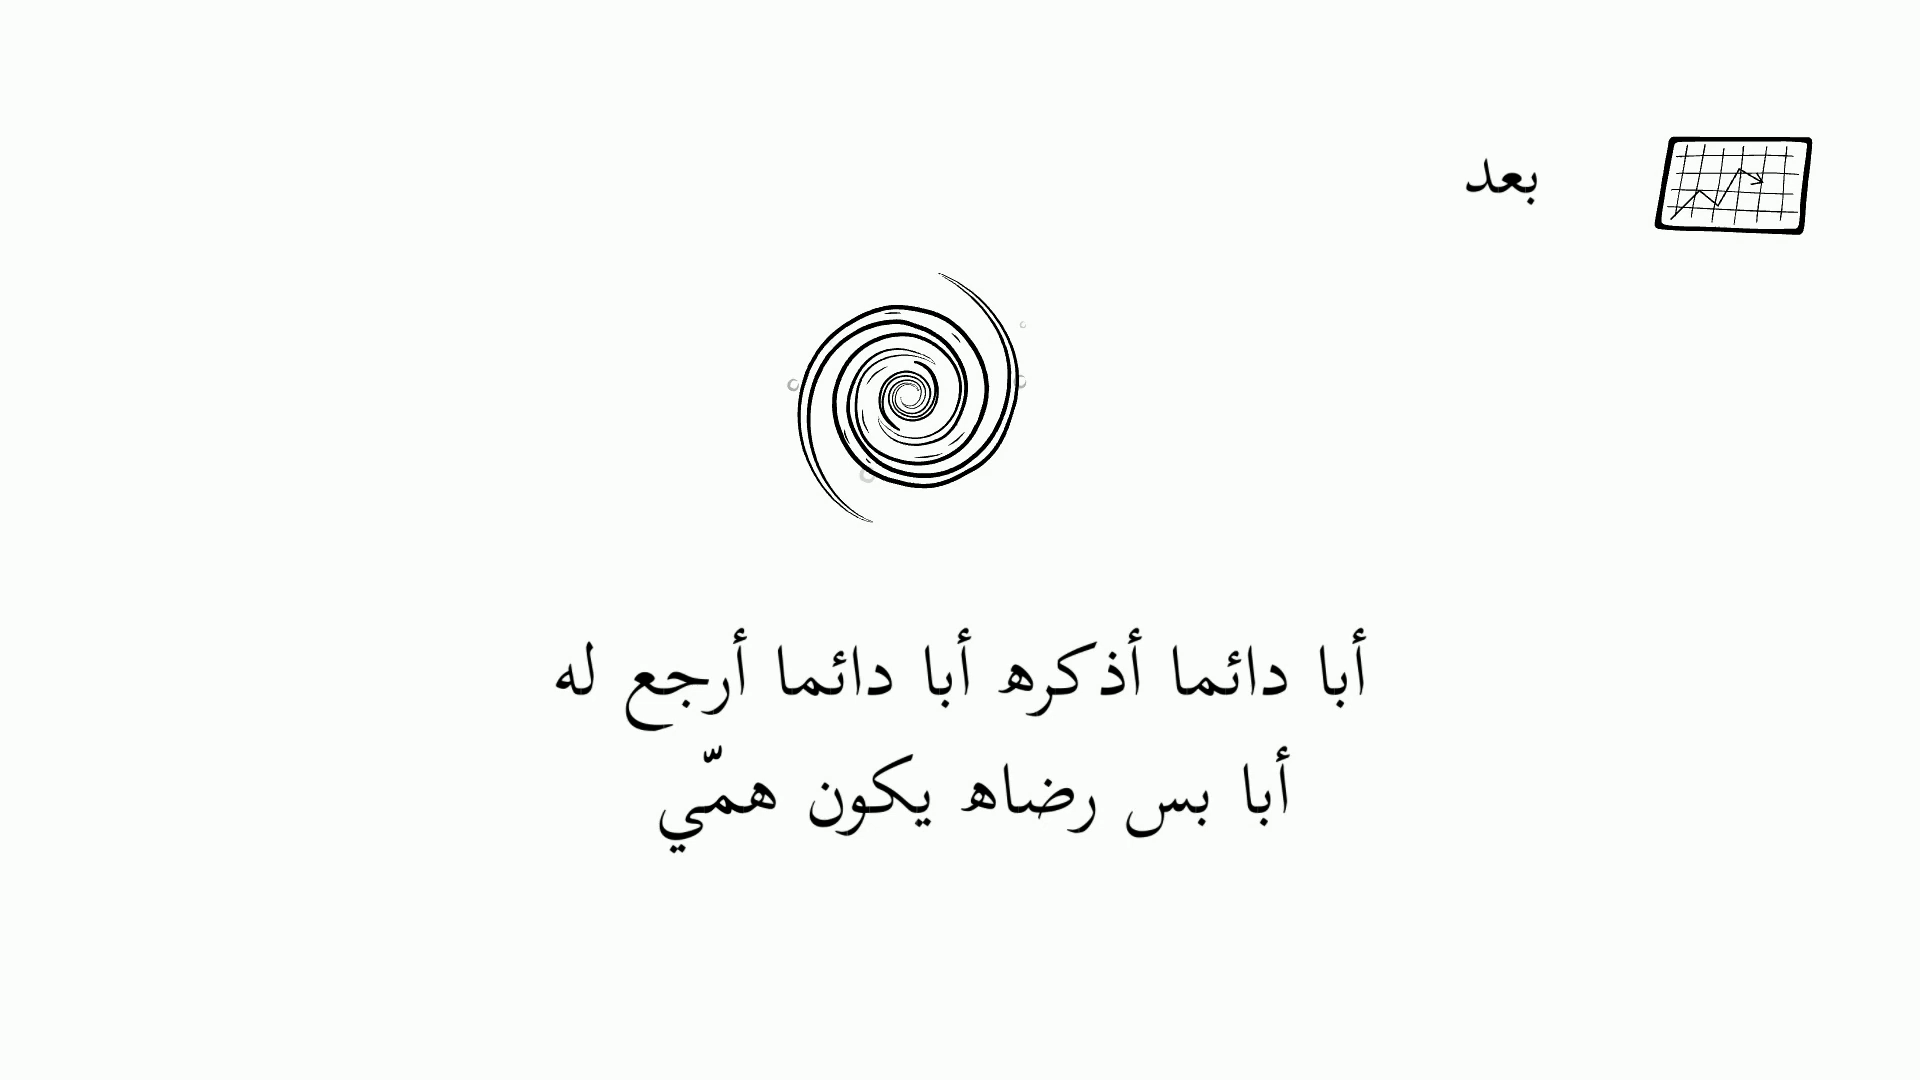 بعد
أبا دائما أذكره أبا دائما أرجع له
أبا بس رضاه يكون همّي